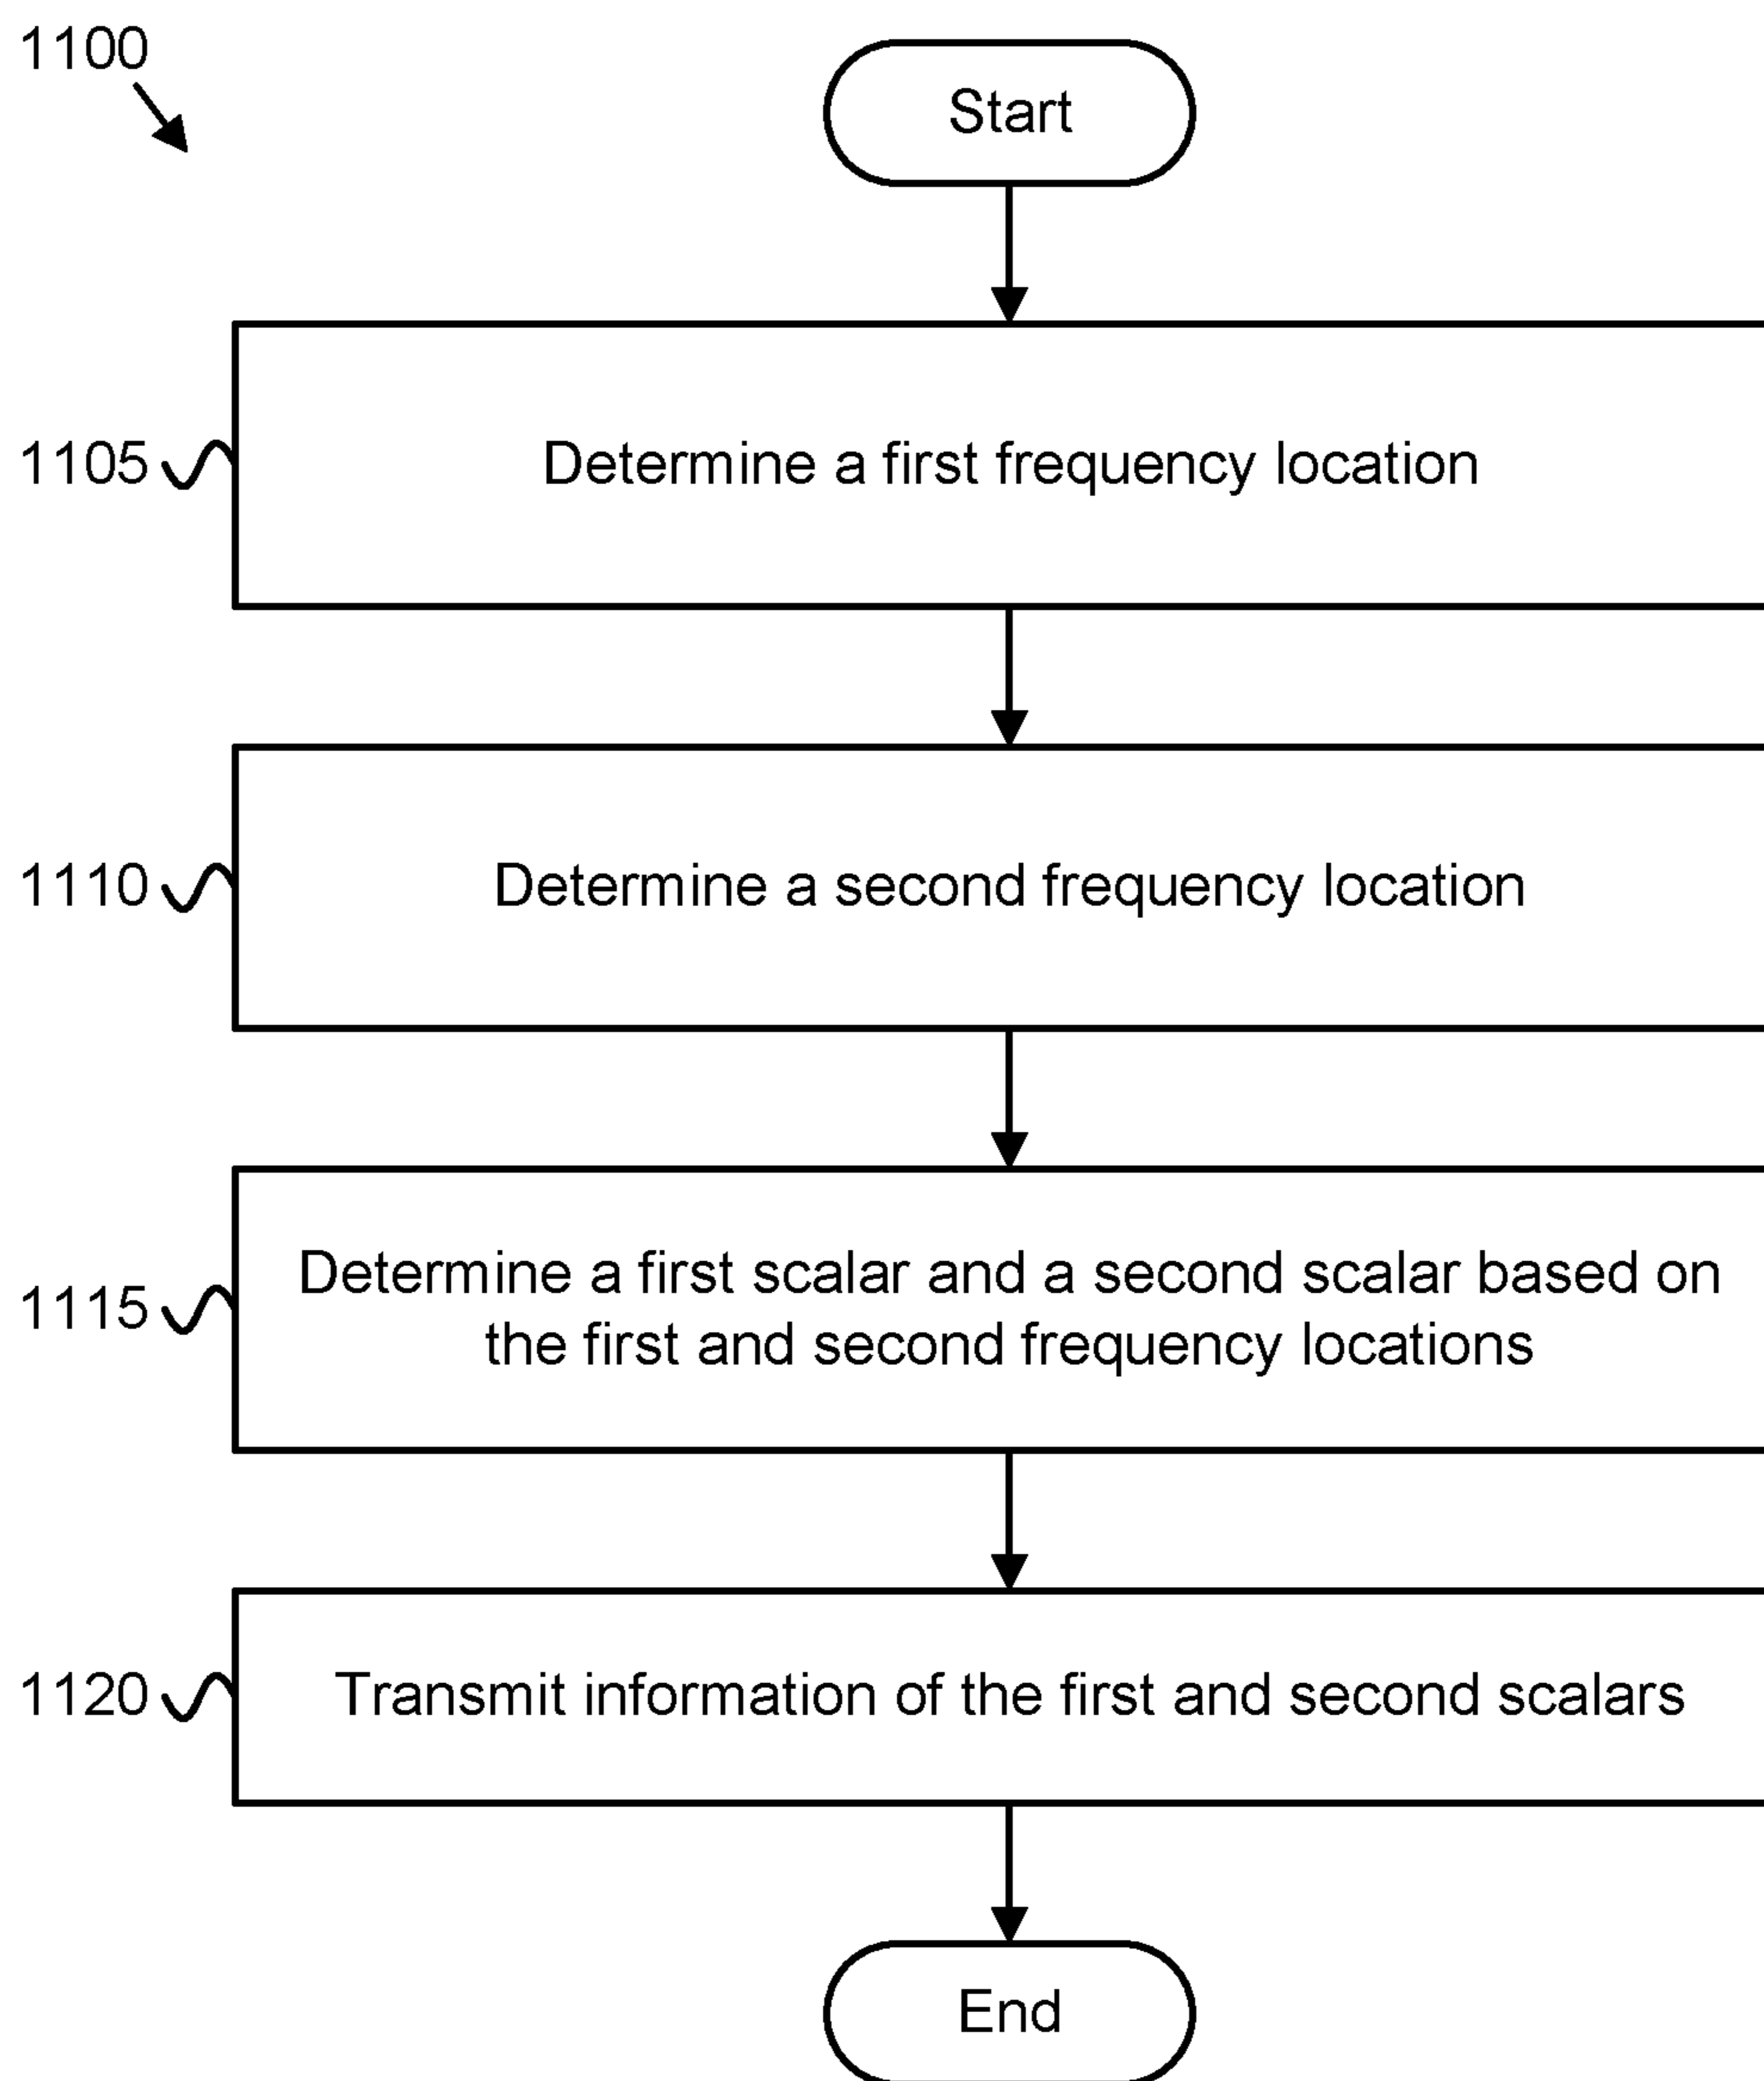 1100
Start
1105
Determine a first frequency location
1110
Determine a second frequency location
1115
Determine a first scalar and a second scalar based on
the first and second frequency locations
1120
Transmit information of the first and second scalars
End